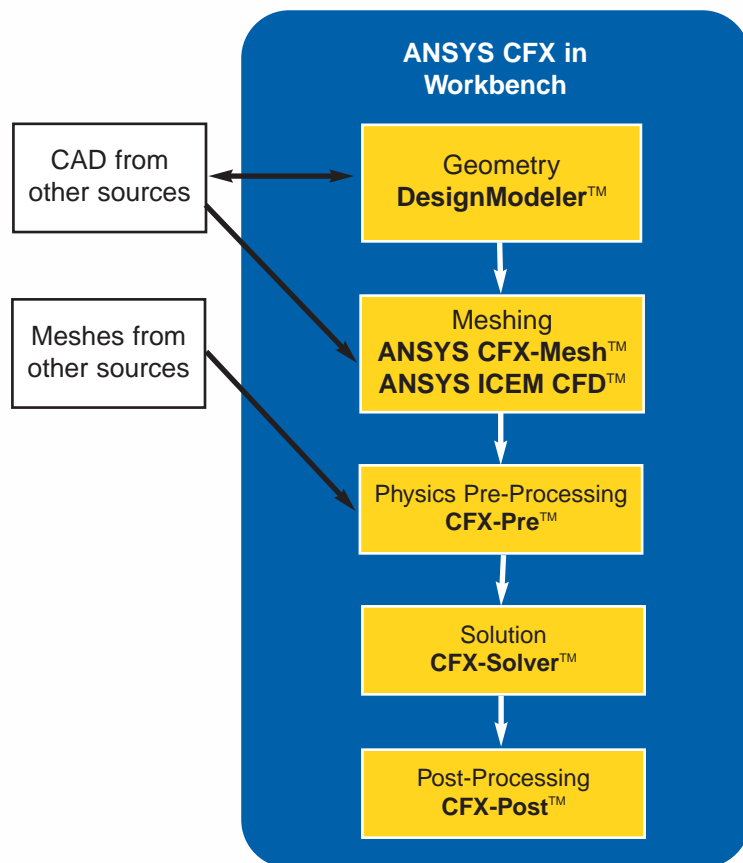 ANSYS CFX in
Workbench
CAD from
other sources
Geometry
DesignModeler™
Meshes from
other sources
Meshing
ANSYS CFX-Mesh™
ANSYS ICEM CFD™
Physics Pre-Processing
CFX-Pre™
Solution
CFX-Solver™
Post-Processing
CFX-Post™